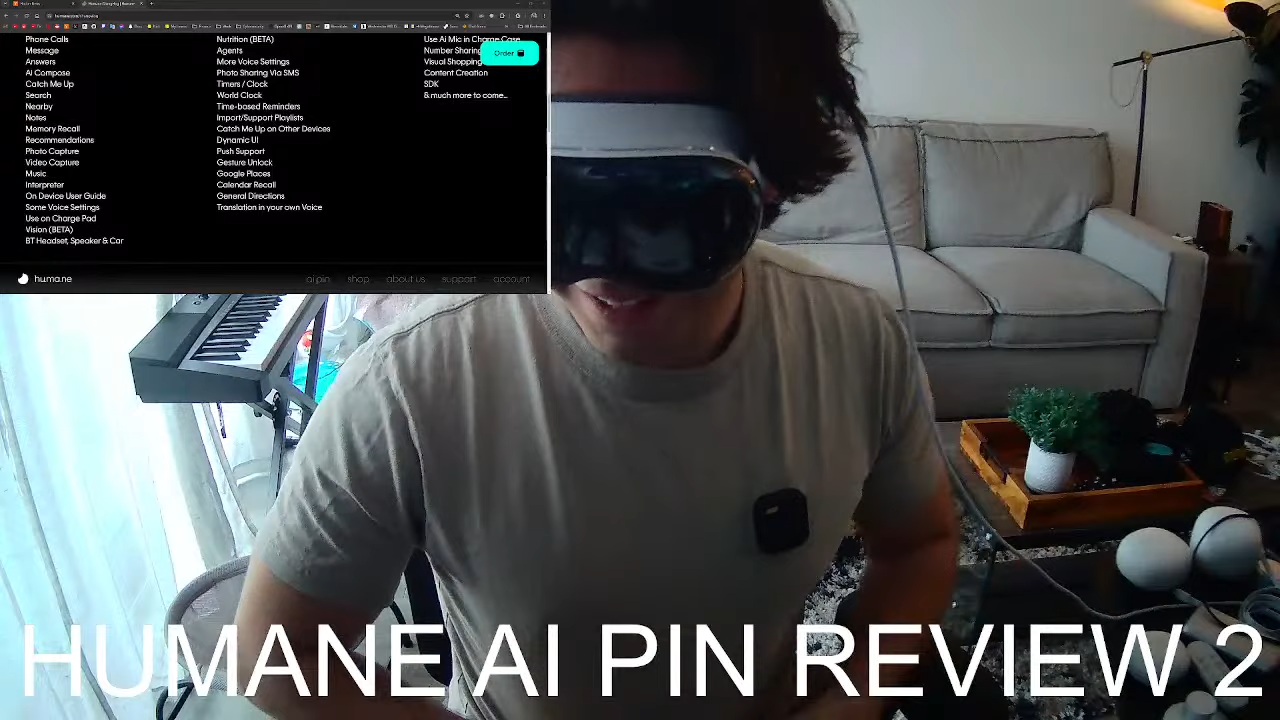 Phone Calls
Message
Answers
Ai Compose
Catch Me Up
Search
Nearby
Notes
Memory Recall
Recommendations
Photo Capture
Video Capture
Music
Interpreter
On Device User Guide
Some Voice Settings
Use on Charge Pad
Vision (BETA)
BT Headset, Speaker & Car
Nutrition (BETA)
Agents
More Voice Settings
Photo Sharing Via SMS
Timers / Clock
World Clock
Time-based Reminders
Import/Support Playlists
Catch Me Up on Other Devices
Dynamic UI
Push Support
Gesture Unlock
Google Places
Calendar Recall
General Directions
Translation in your own Voice
Use Ai Mic in Charge Case
Number Sharing
Visual Shopping
Content Creation
SDK
& much more to come...
Order
humane
ai pin shop about us support account
HUMANE AI PIN REVIEW 2